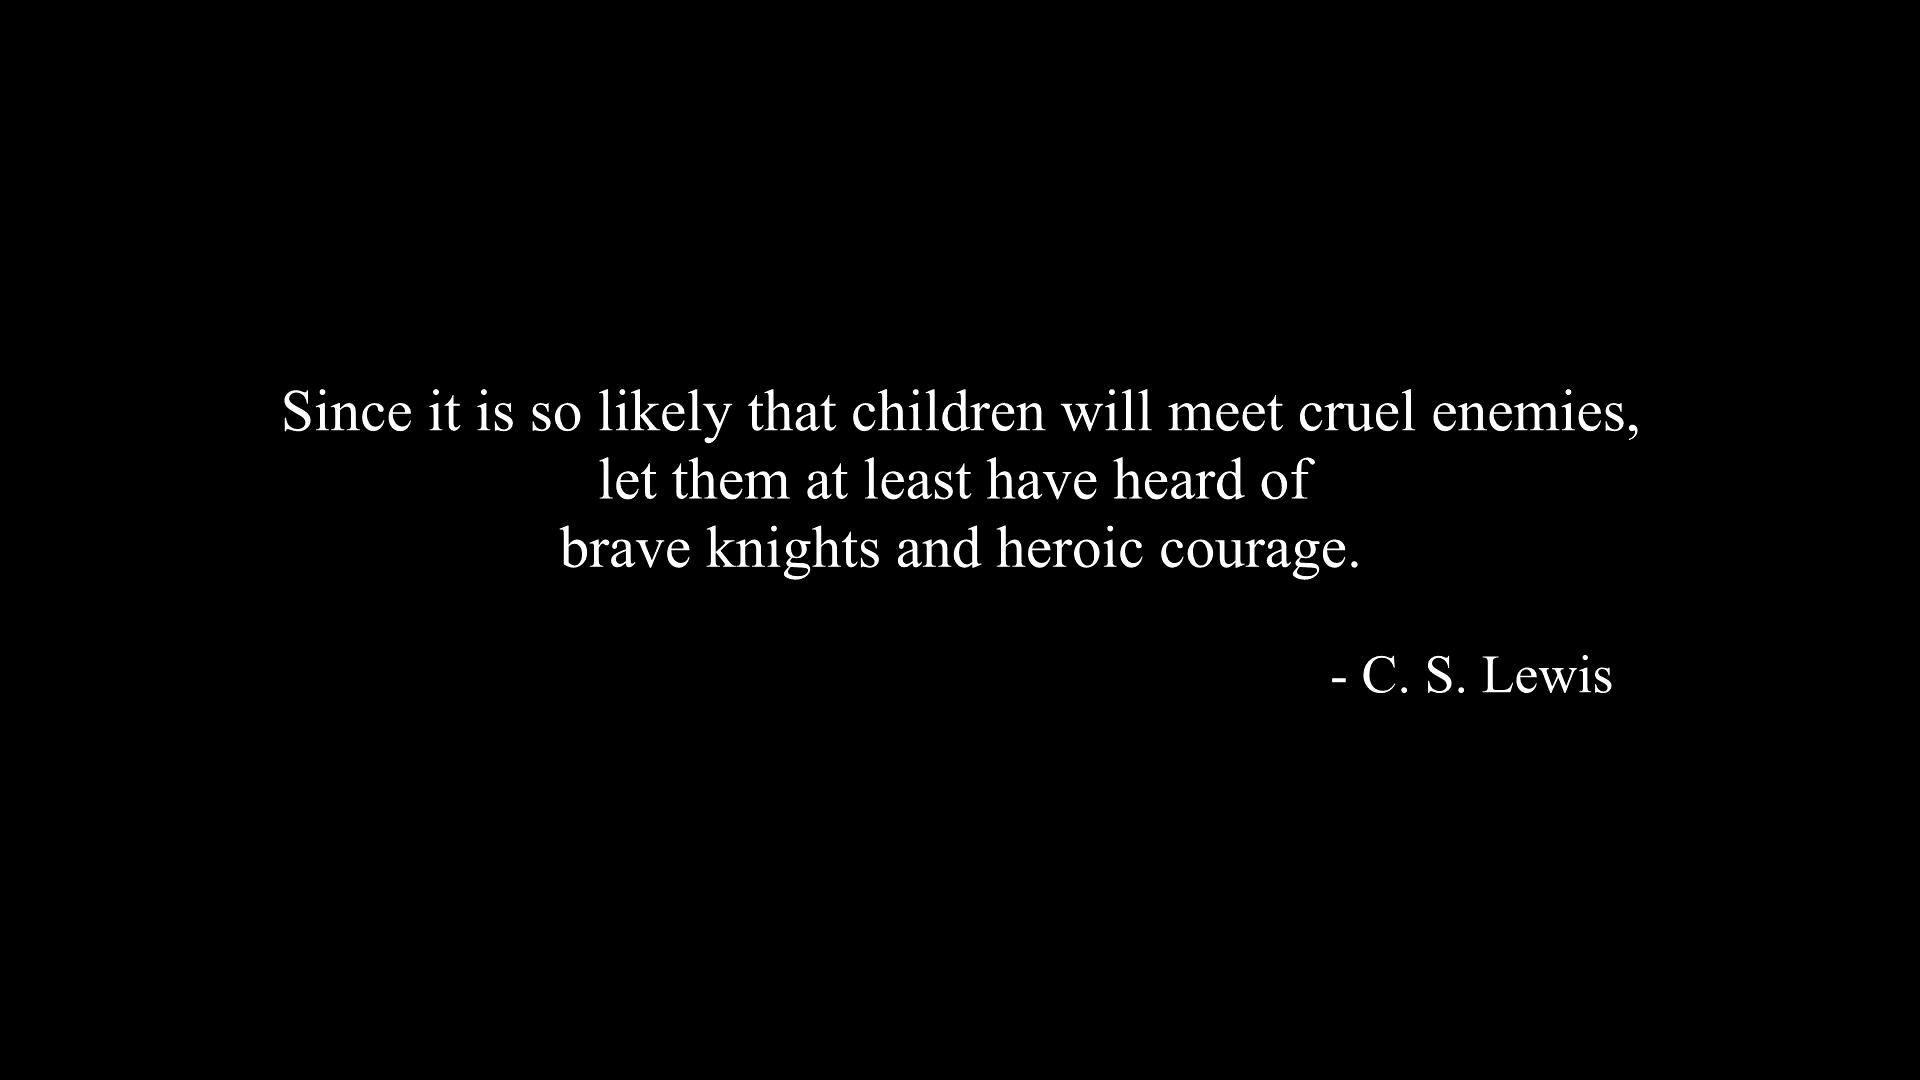 Since it is so likely that children will meet cruel enemies,
let them at least have heard of
brave knights and heroic courage.
- C. S. Lewis